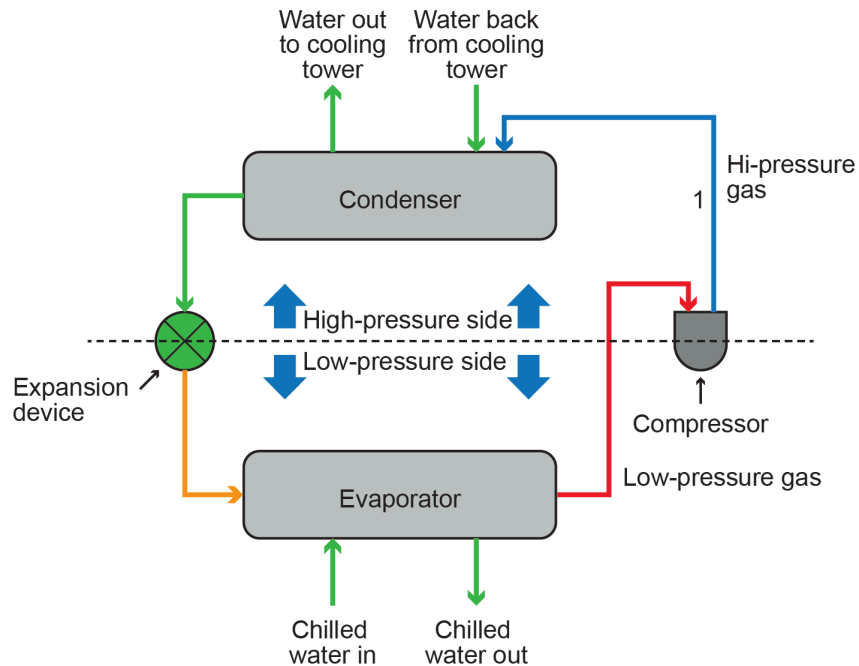 Water out
to cooling
tower
Water back
from cooling
tower
Hi-pressure
gas
1
Condenser
High-pressure side
Low-pressure side
Expansion
device
Compressor
Low-pressure gas
Evaporator
Chilled
water in
Chilled
water out